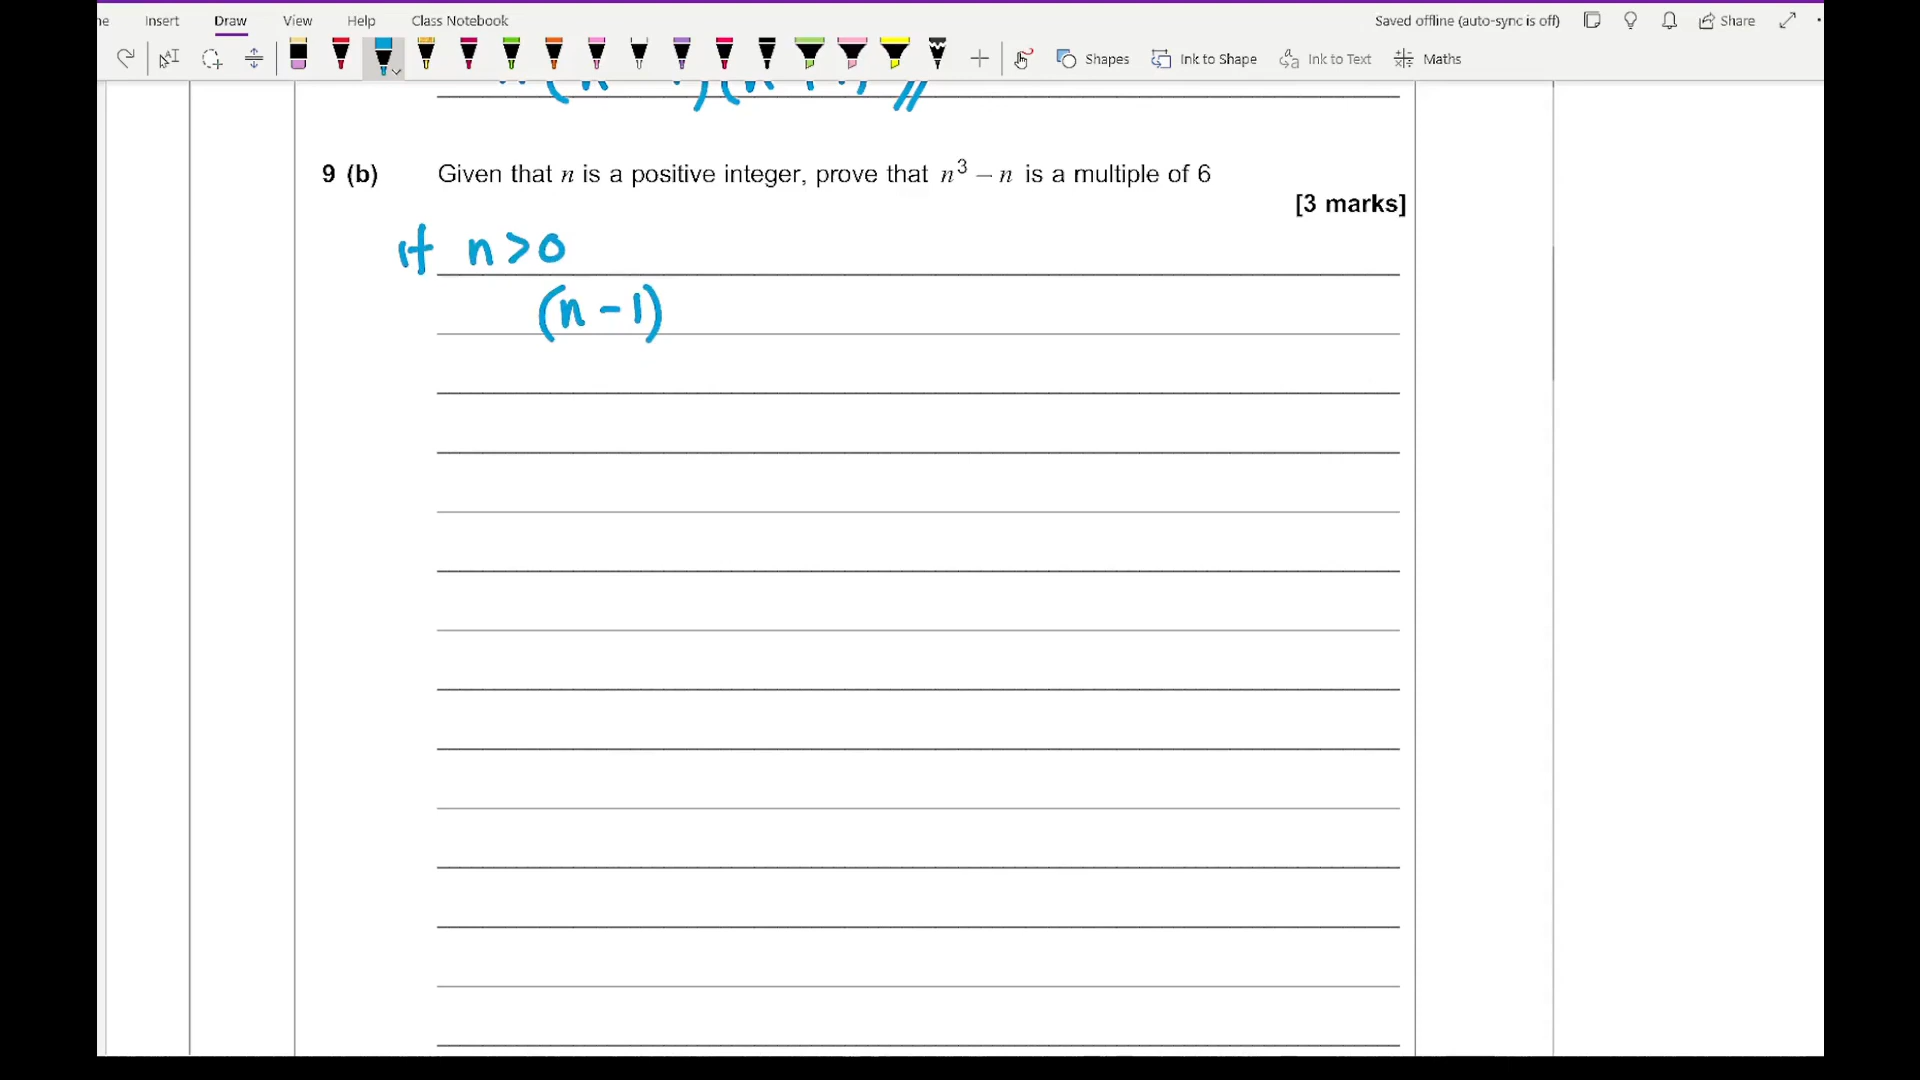 Insert Draw View Help Class Notebook Saved offline (auto-sync is off) Share
Shapes Ink to Shape Ink to Text Maths
9 (b) Given that n is a positive integer, prove that n³ – n is a multiple of 6
[3 marks]
if n > 0
(n - 1)